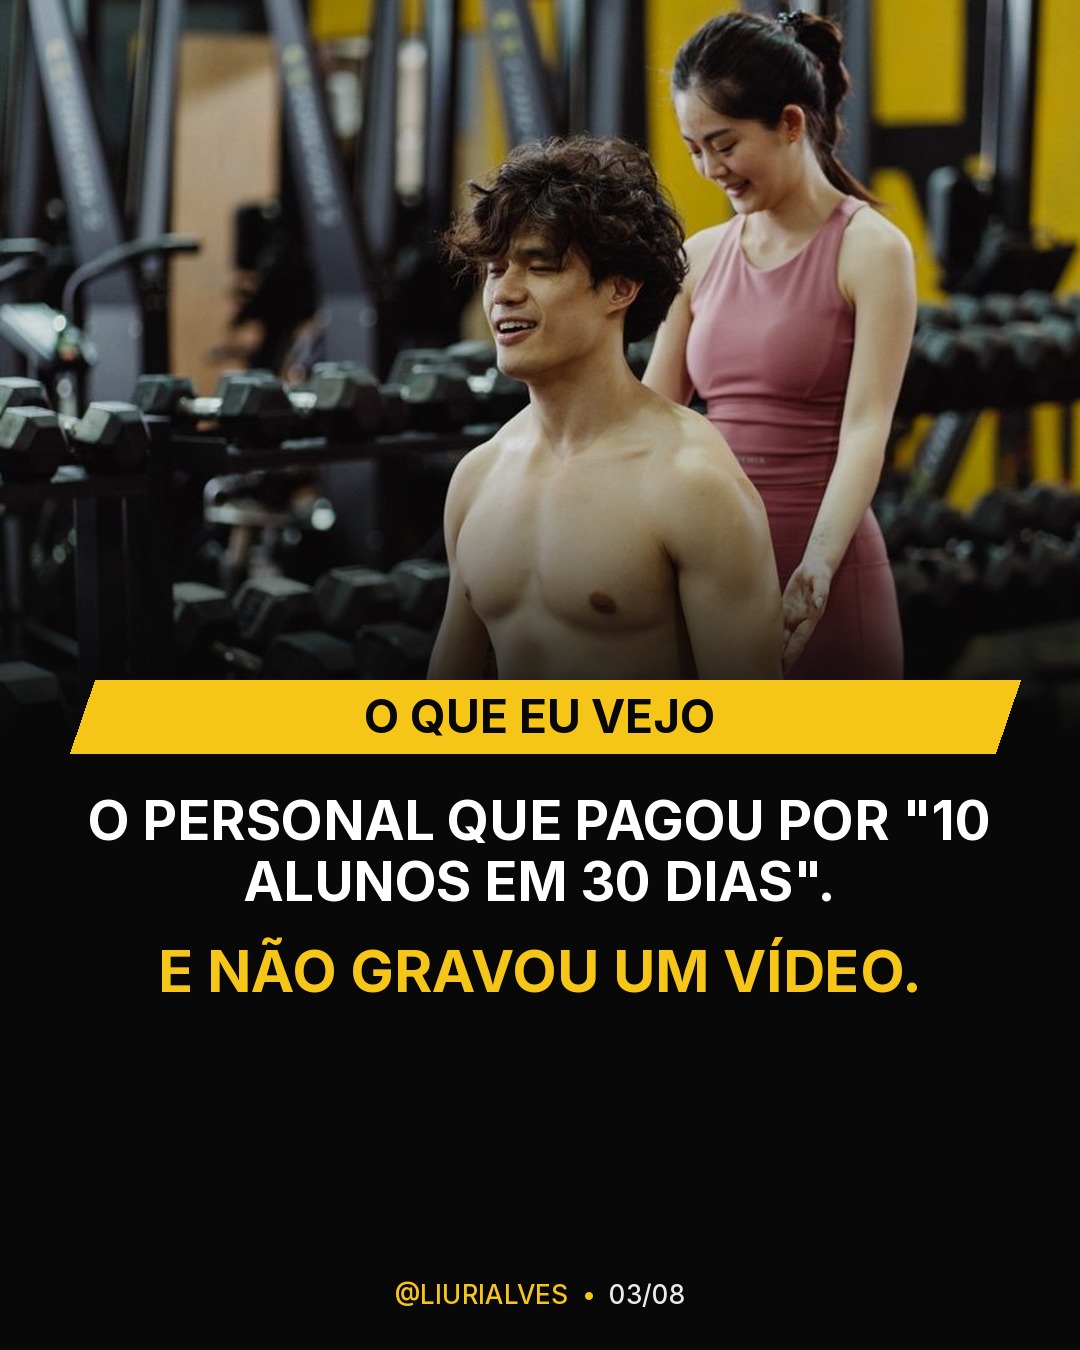 O QUE EU VEJO
O PERSONAL QUE PAGOU POR "10
ALUNOS EM 30 DIAS".
E NÃO GRAVOU UM VÍDEO.
@LIURIALVES • 03/08